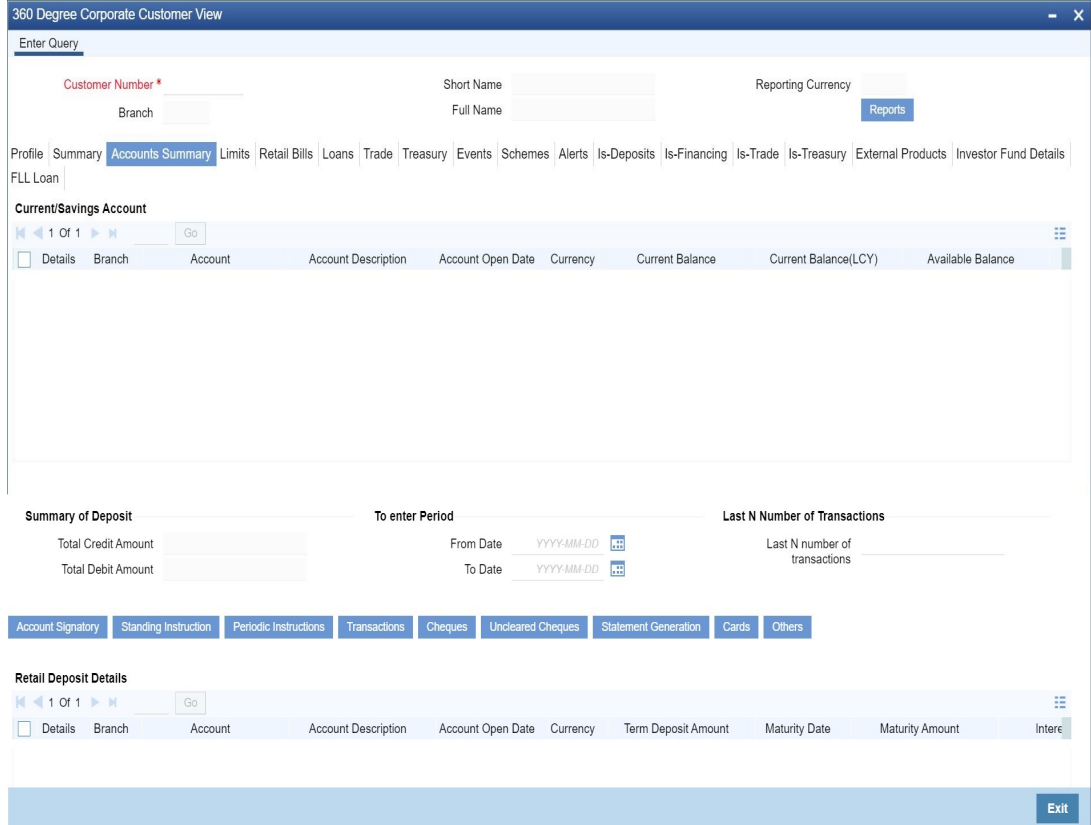 360 Degree Corporate Customer View
Enter Query
Customer Number * Short Name Reporting Currency
Branch Full Name Reports
Profile Summary Accounts Summary Limits Retail Bills Loans Trade Treasury Events Schemes Alerts Is-Deposits Is-Financing Is-Trade Is-Treasury External Products Investor Fund Details
FLL Loan
Current/Savings Account
1 Of 1 Go
Details Branch Account Account Description Account Open Date Currency Current Balance Current Balance(LCY) Available Balance
Summary of Deposit To enter Period Last N Number of Transactions
Total Credit Amount From Date YYYY-MM-DD Last N number of
transactions
Total Debit Amount To Date YYYY-MM-DD
Account Signatory Standing Instruction Periodic Instructions Transactions Cheques Uncleared Cheques Statement Generation Cards Others
Retail Deposit Details
1 Of 1 Go
Details Branch Account Account Description Account Open Date Currency Term Deposit Amount Maturity Date Maturity Amount Intere
Exit